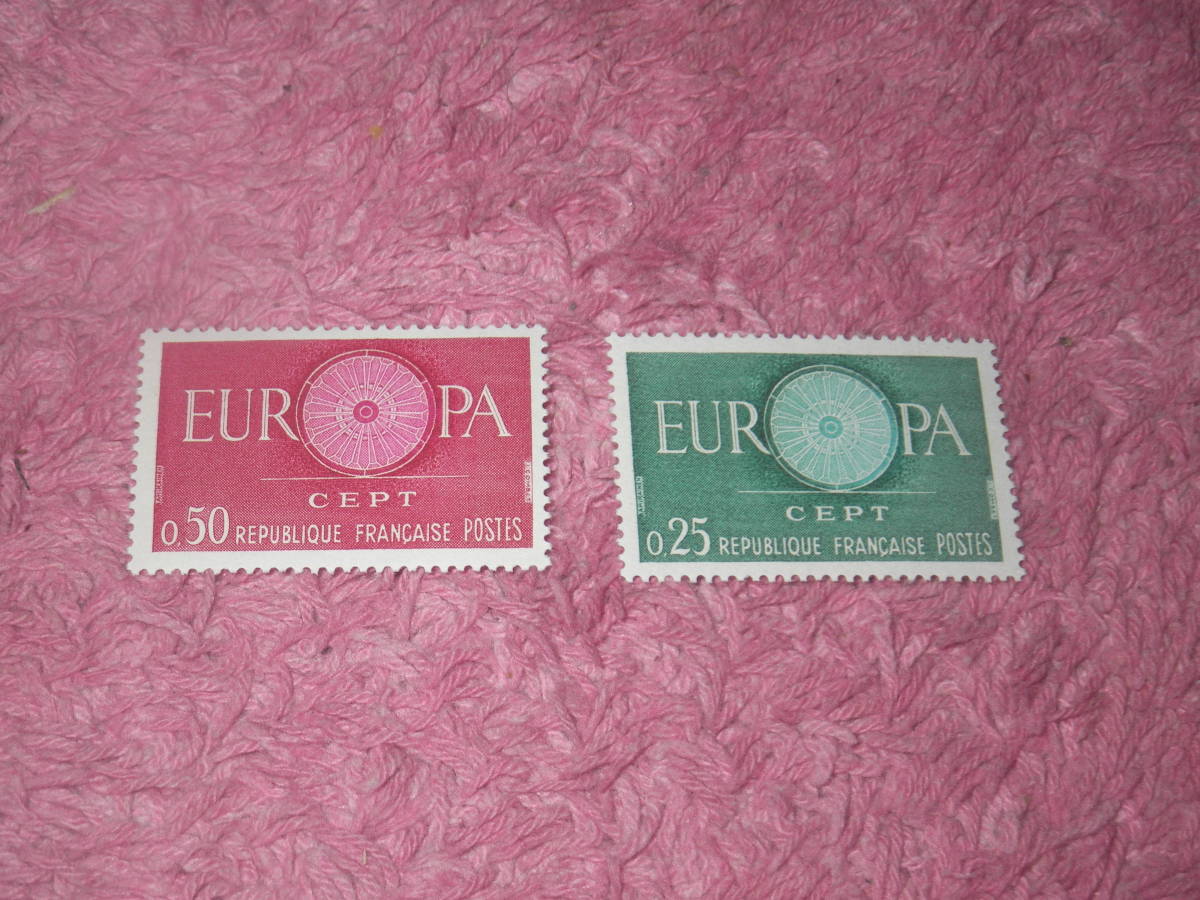 EUROPA
CEPT
0,50 REPUBLIQUE FRANÇAISE POSTES
EUROPA
CEPT
0,25 REPUBLIQUE FRANÇAISE POSTES